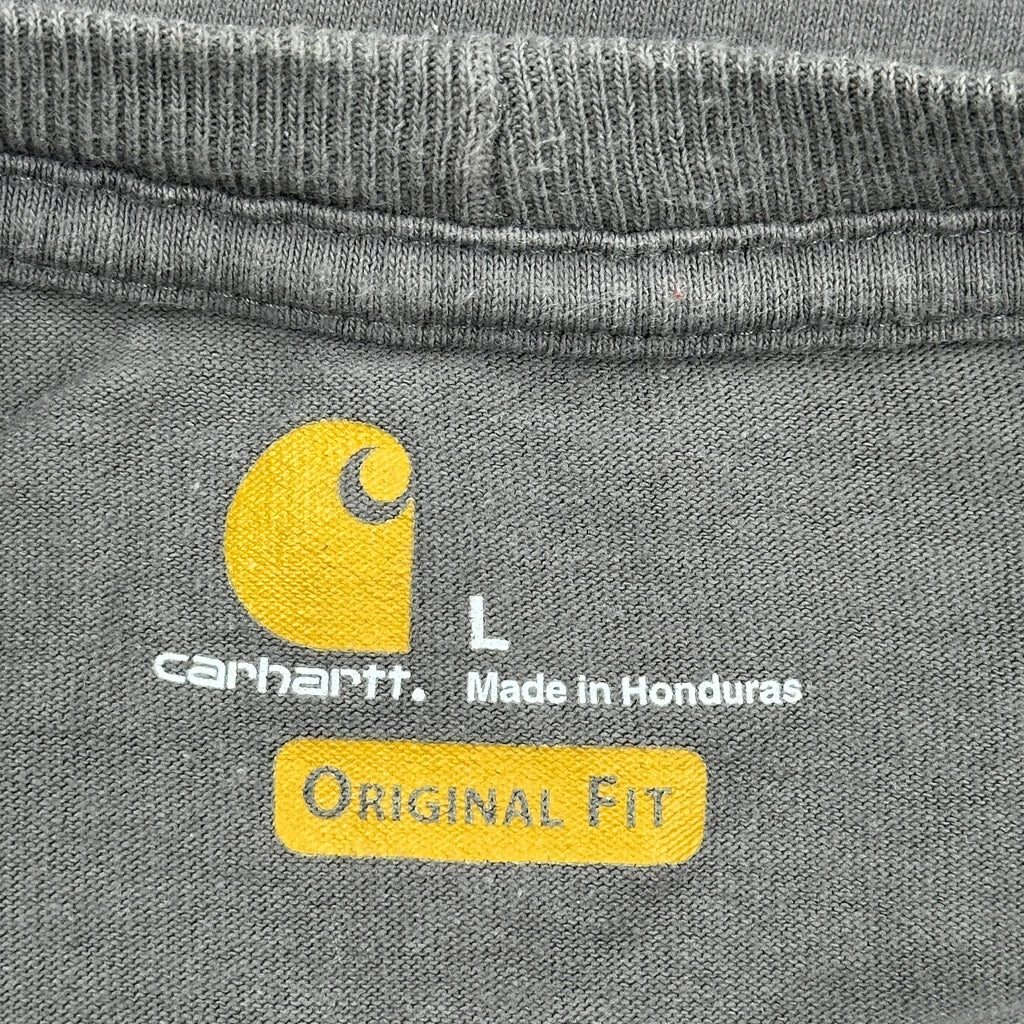 L
carhartt.
Made in Honduras
ORIGINAL FIT